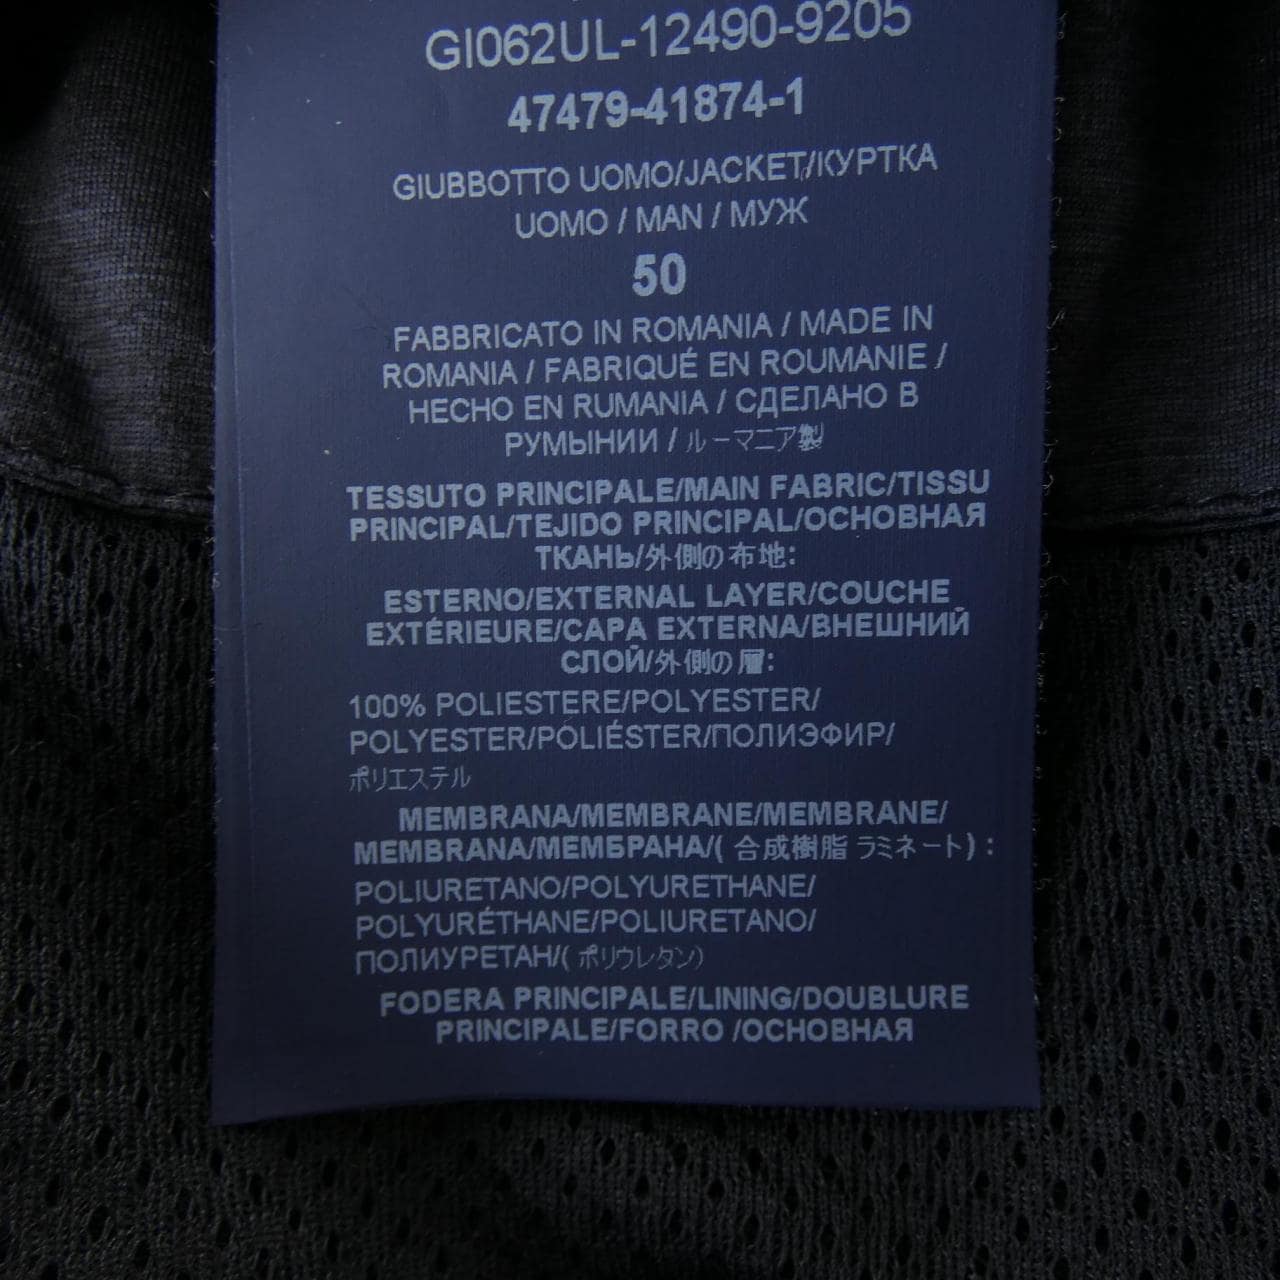 GI062UL-12490-9205
47479-41874-1
GIUBBOTTO UOMO/JACKET/КУРТКА
UOMO / MAN / МУЖ
50
FABBRICATO IN ROMANIA / MADE IN
ROMANIA / FABRIQUÉ EN ROUMANIE /
HECHO EN RUMANIA / СДЕЛАНО В
РУМЫНИИ / ルーマニア製
TESSUTO PRINCIPALE/MAIN FABRIC/TISSU
PRINCIPAL/TEJIDO PRINCIPAL/ОСНОВНАЯ
ТКАНЬ/外側の布地:
ESTERNO/EXTERNAL LAYER/COUCHE
EXTÉRIEURE/CAPA EXTERNA/ВНЕШНИЙ
СЛОЙ/外側の層:
100% POLIESTERE/POLYESTER/
POLYESTER/POLIÉSTER/ПОЛИЭФИР/
ポリエステル
MEMBRANA/MEMBRANE/MEMBRANE/
MEMBRANA/МЕМБРАНА/( 合成樹脂 ラミネート) :
POLIURETANO/POLYURETHANE/
POLYURÉTHANE/POLIURETANO/
ПОЛИУРЕТАН/( ポリウレタン)
FODERA PRINCIPALE/LINING/DOUBLURE
PRINCIPALE/FORRO /ОСНОВНАЯ